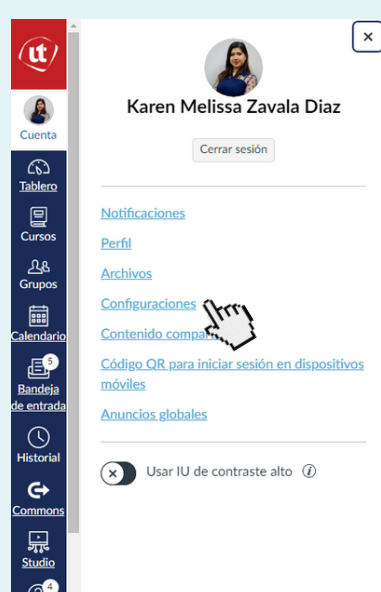 ut
Cuenta
Tablero
Cursos
Grupos
Calendario
5
Bandeja
de entrada
Historial
Commons
Studio
4
Karen Melissa Zavala Diaz
Cerrar sesión
Notificaciones
Perfil
Archivos
Configuraciones
Contenido
Código QR para iniciar sesión en dispositivos
móviles
Anuncios globales
Usar IU de contraste alto